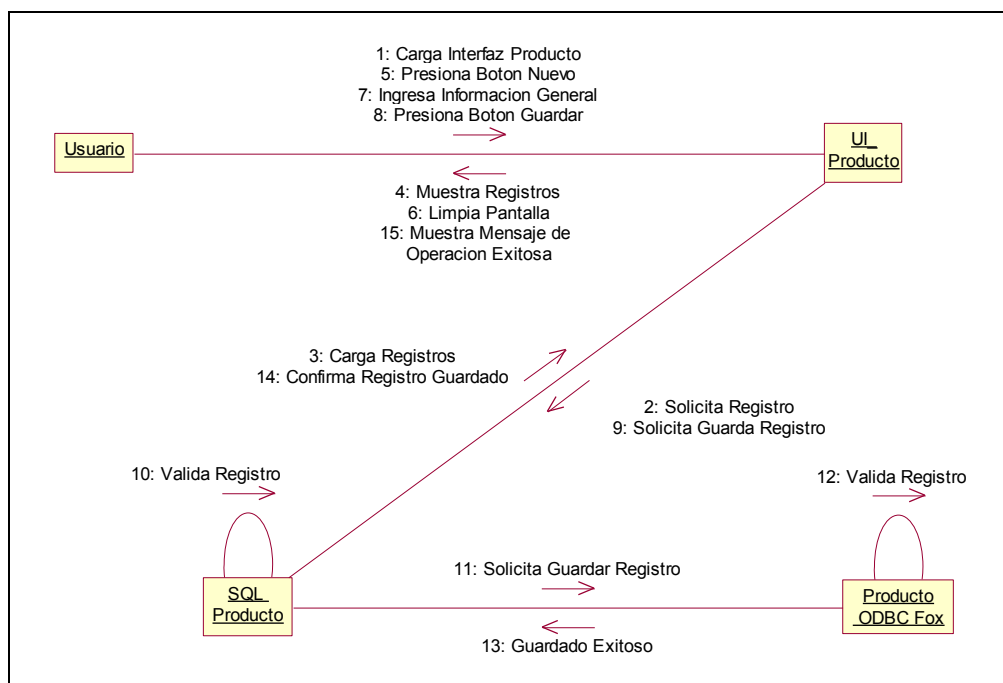 1: Carga Interfaz Producto
5: Presiona Boton Nuevo
7: Ingresa Informacion General
8: Presiona Boton Guardar
Usuario
UI_
Producto
4: Muestra Registros
6: Limpia Pantalla
15: Muestra Mensaje de
Operacion Exitosa
3: Carga Registros
14: Confirma Registro Guardado
2: Solicita Registro
9: Solicita Guarda Registro
10: Valida Registro
12: Valida Registro
11: Solicita Guardar Registro
SQL_
Producto
Producto
_ODBC Fox
13: Guardado Exitoso